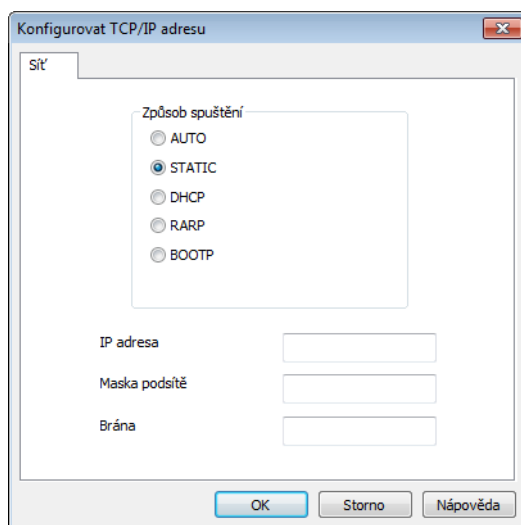 Konfigurovat TCP/IP adresu
Síť
Způsob spuštění
AUTO
STATIC
DHCP
RARP
BOOTP
IP adresa
Maska podsítě
Brána
OK
Storno
Nápověda